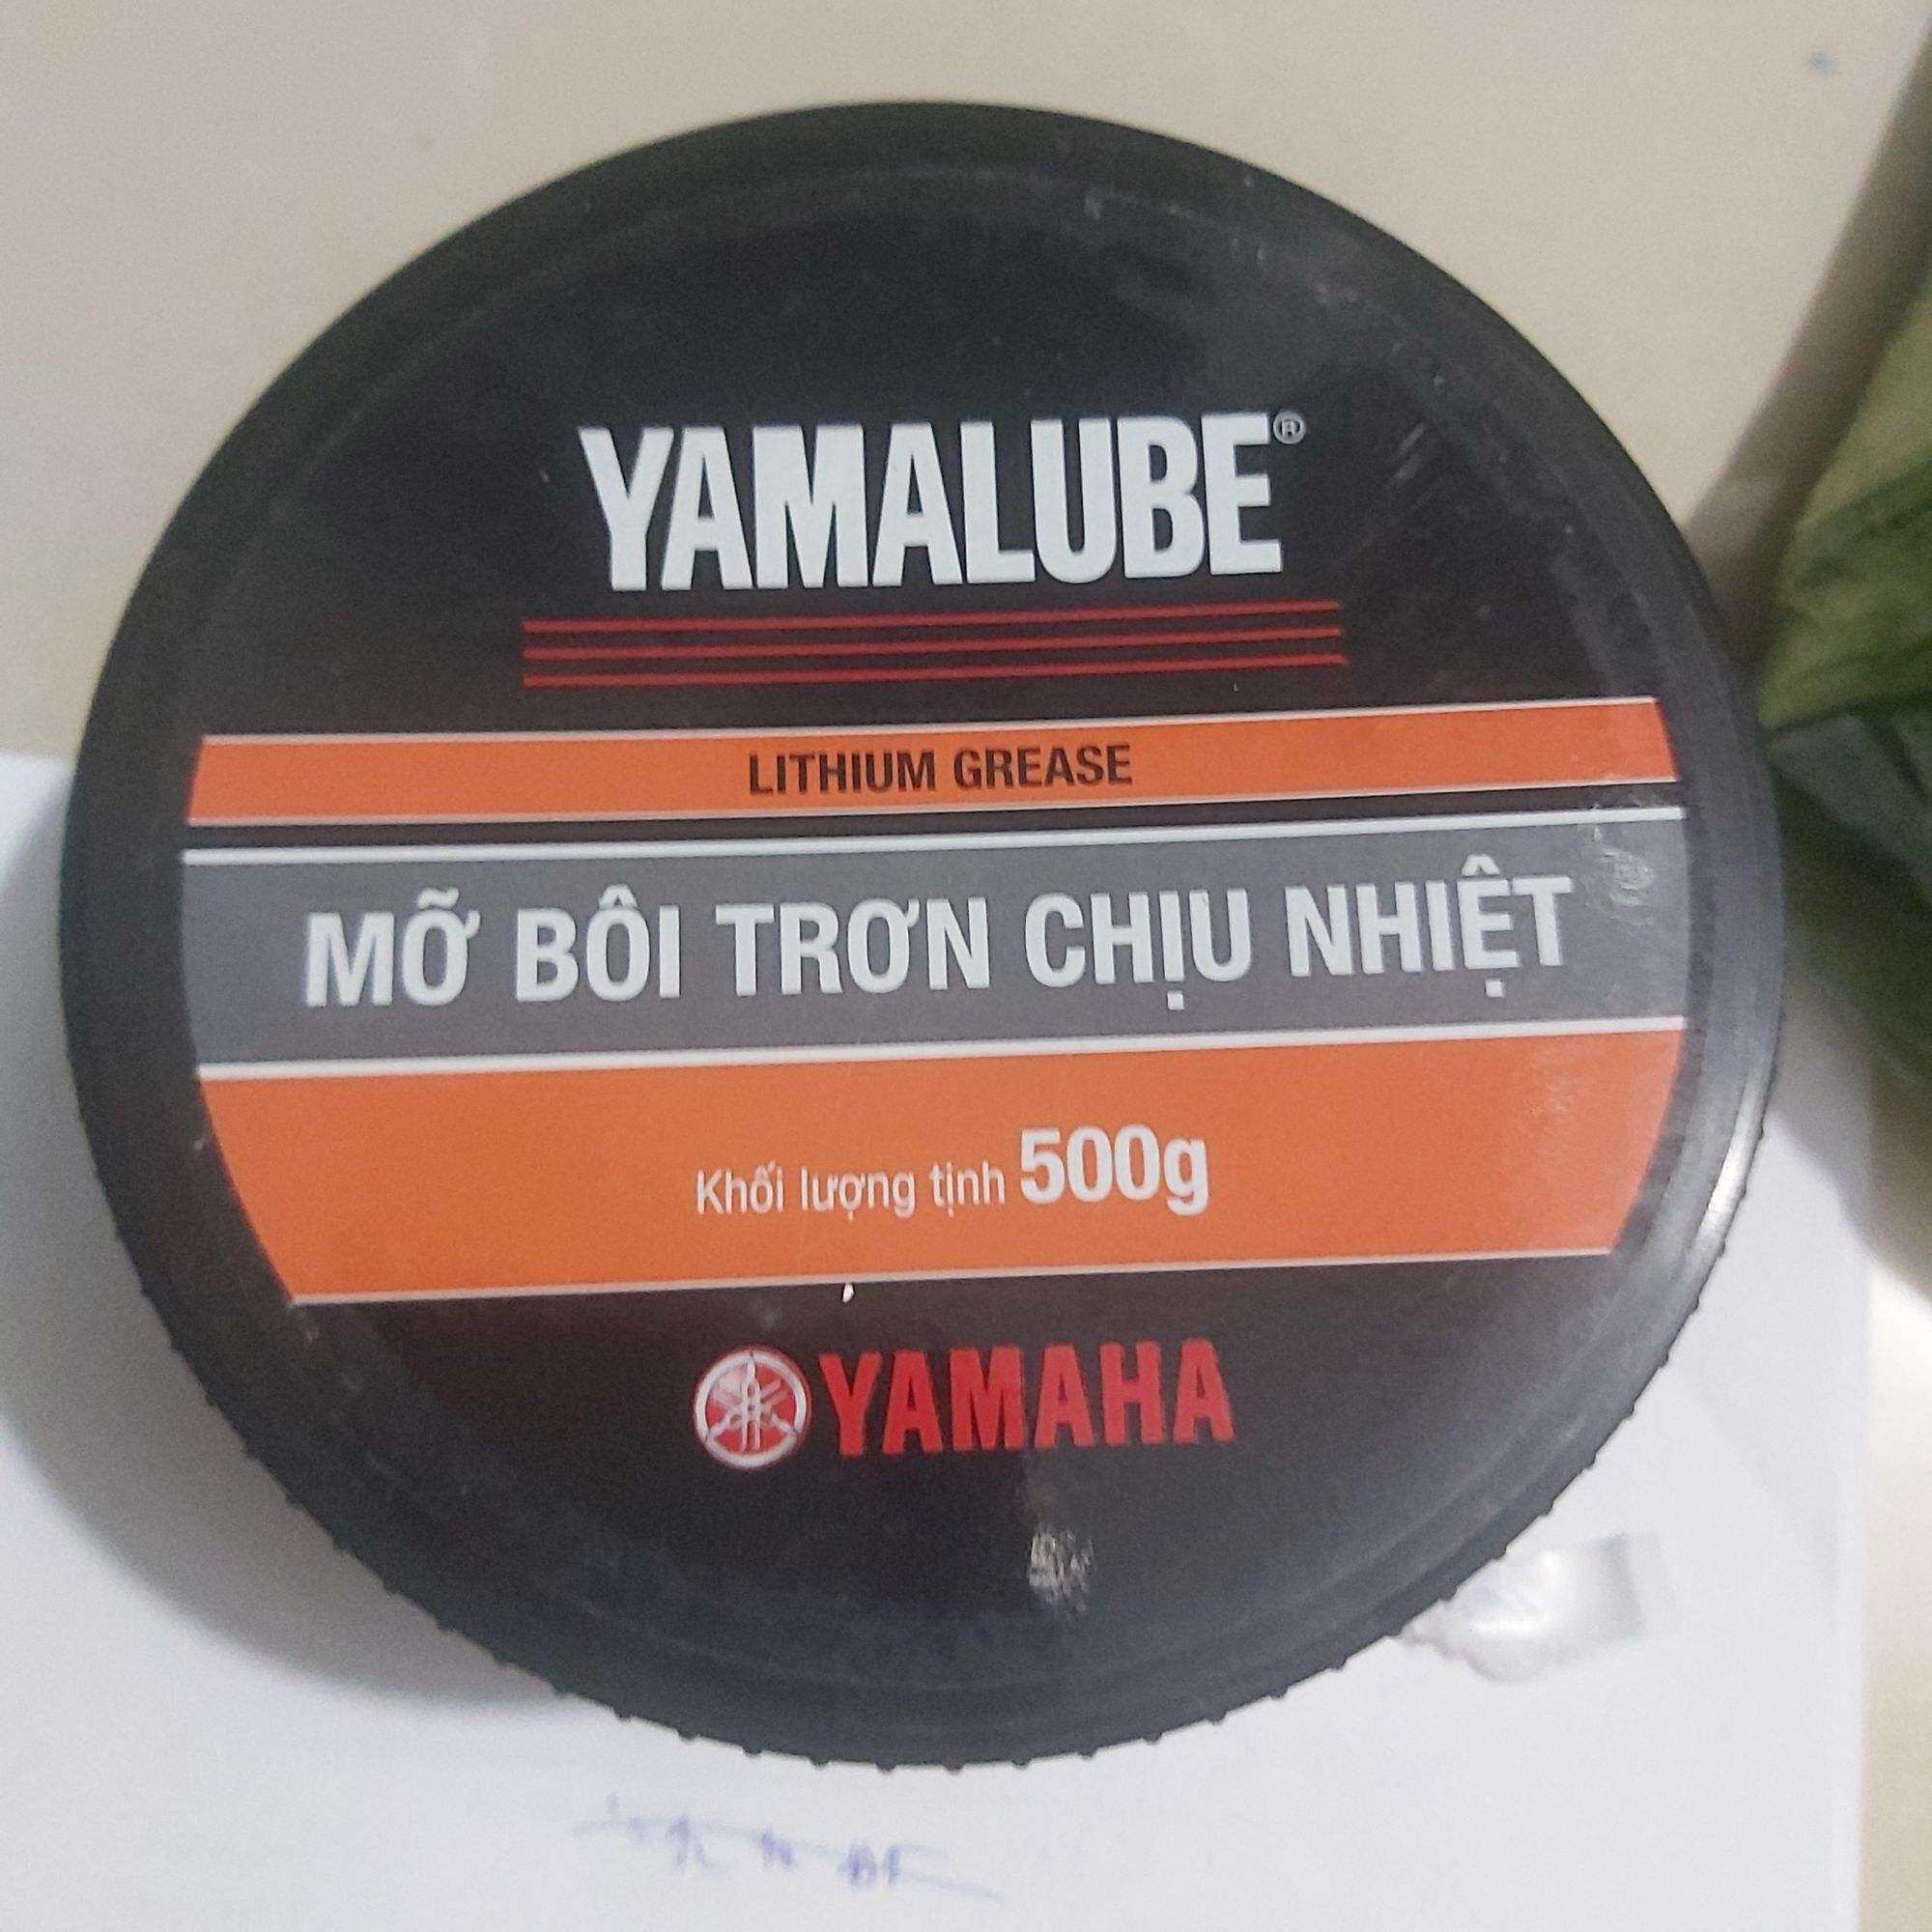 YAMALUBE®
LITHIUM GREASE
MỠ BÔI TRƠN CHỊU NHIỆT
Khối lượng tịnh 500g
YAMAHA